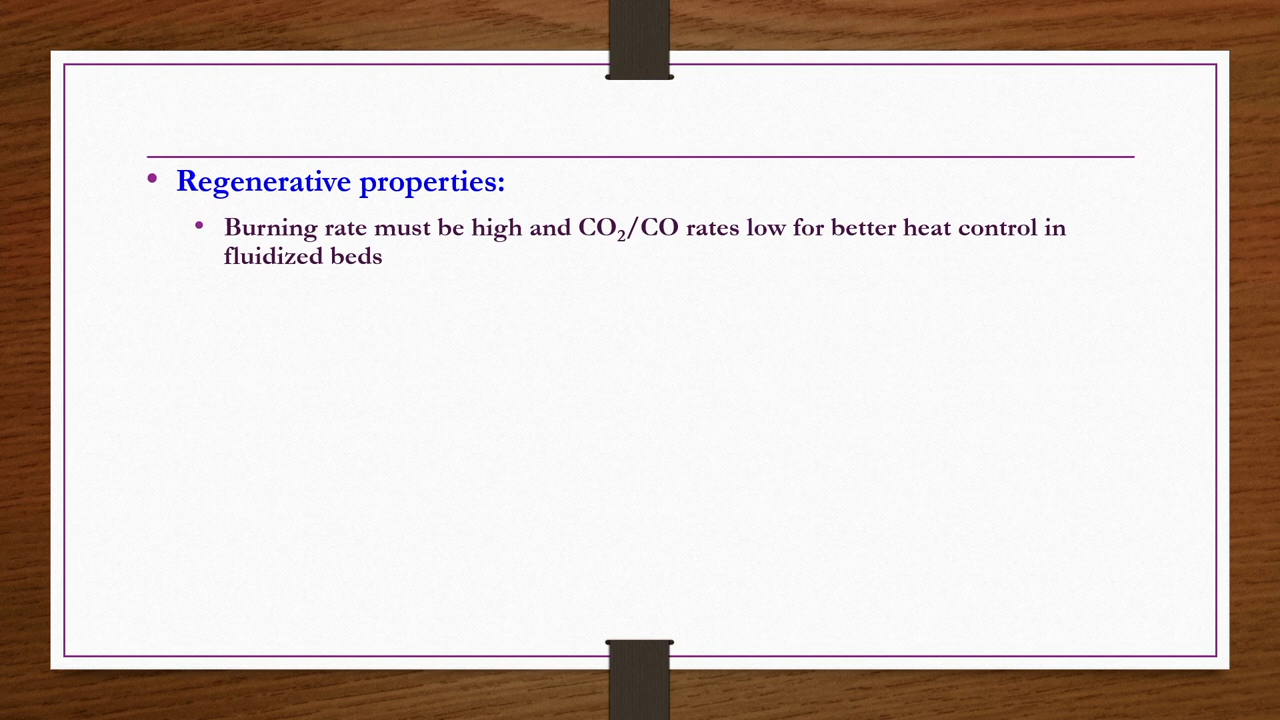 • Regenerative properties:
• Burning rate must be high and CO₂/CO rates low for better heat control in
fluidized beds